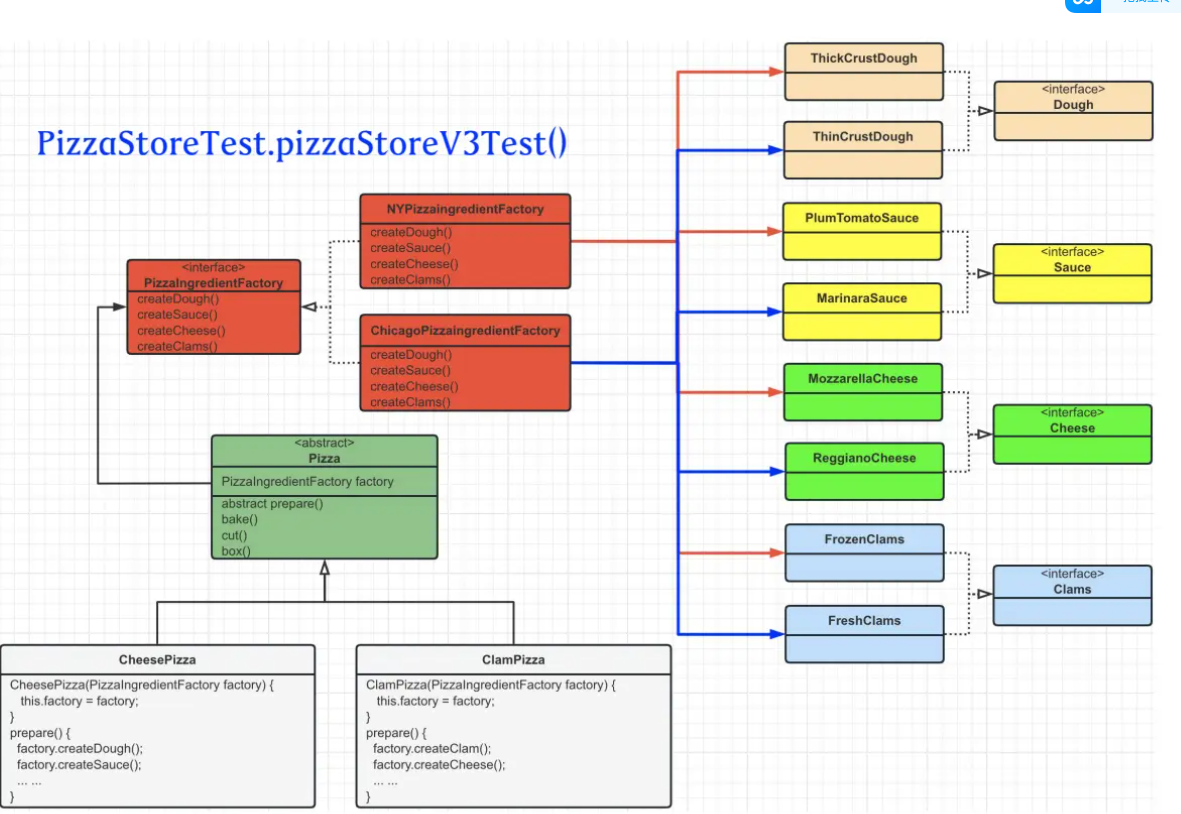 PizzaStoreTest.pizzaStoreV3Test()
ThickCrustDough
<interface>
Dough
ThinCrustDough
NYPizzaingredientFactory
createDough()
createSauce()
createCheese()
createClams()
PlumTomatoSauce
<interface>
Sauce
<interface>
PizzaIngredientFactory
createDough()
createSauce()
createCheese()
createClams()
MarinaraSauce
ChicagoPizzaingredientFactory
createDough()
createSauce()
createCheese()
createClams()
MozzarellaCheese
<interface>
Cheese
ReggianoCheese
<abstract>
Pizza
PizzaIngredientFactory factory
abstract prepare()
bake()
cut()
box()
FrozenClams
<interface>
Clams
FreshClams
CheesePizza
CheesePizza(PizzaIngredientFactory factory) {
this.factory = factory;
}
prepare() {
factory.createDough();
factory.createSauce();
... ...
}
ClamPizza
ClamPizza(PizzaIngredientFactory factory) {
this.factory = factory;
}
prepare() {
factory.createClam();
factory.createCheese();
... ...
}